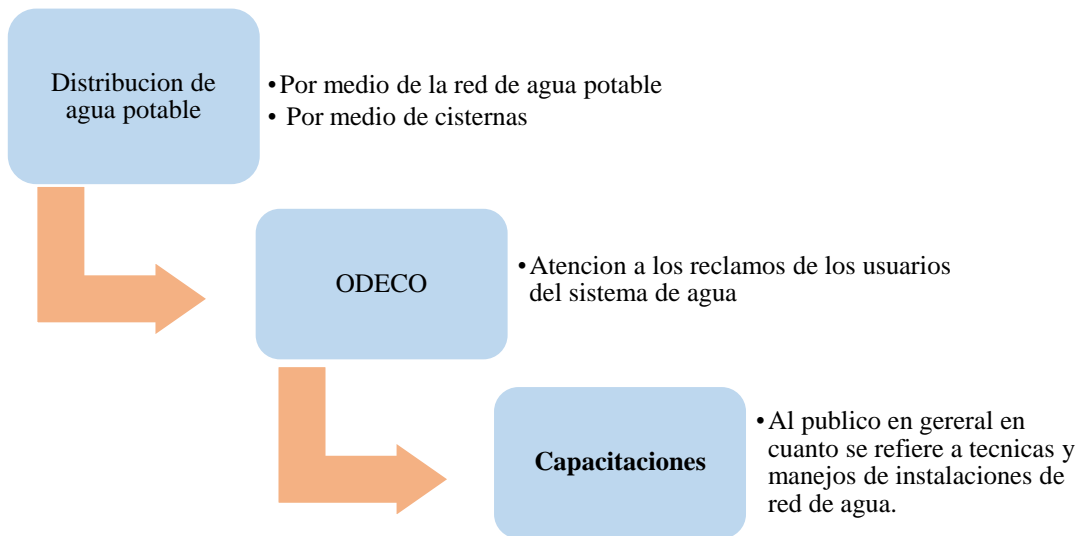 Distribucion de
agua potable
•Por medio de la red de agua potable
• Por medio de cisternas
ODECO
•Atencion a los reclamos de los usuarios
del sistema de agua
Capacitaciones
•Al publico en gereral en
cuanto se refiere a tecnicas y
manejos de instalaciones de
red de agua.